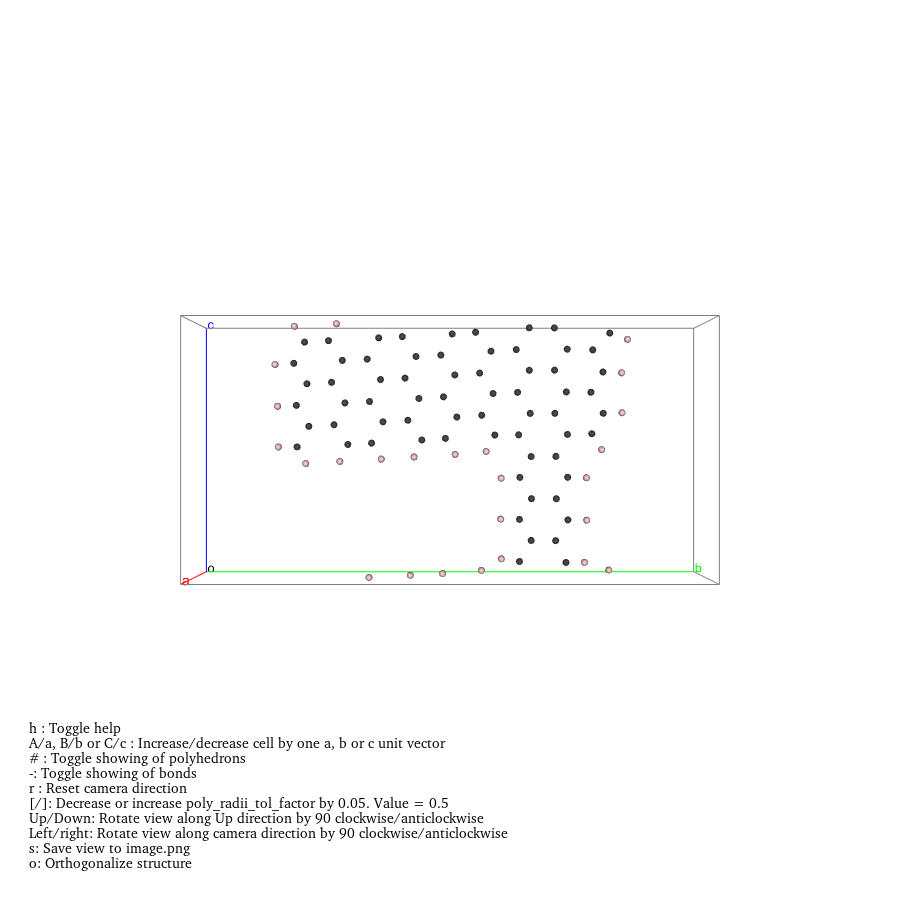 c
o
a
b
h : Toggle help
A/a, B/b or C/c : Increase/decrease cell by one a, b or c unit vector
# : Toggle showing of polyhedrons
-: Toggle showing of bonds
r : Reset camera direction
[/]: Decrease or increase poly_radii_tol_factor by 0.05. Value = 0.5
Up/Down: Rotate view along Up direction by 90 clockwise/anticlockwise
Left/right: Rotate view along camera direction by 90 clockwise/anticlockwise
s: Save view to image.png
o: Orthogonalize structure